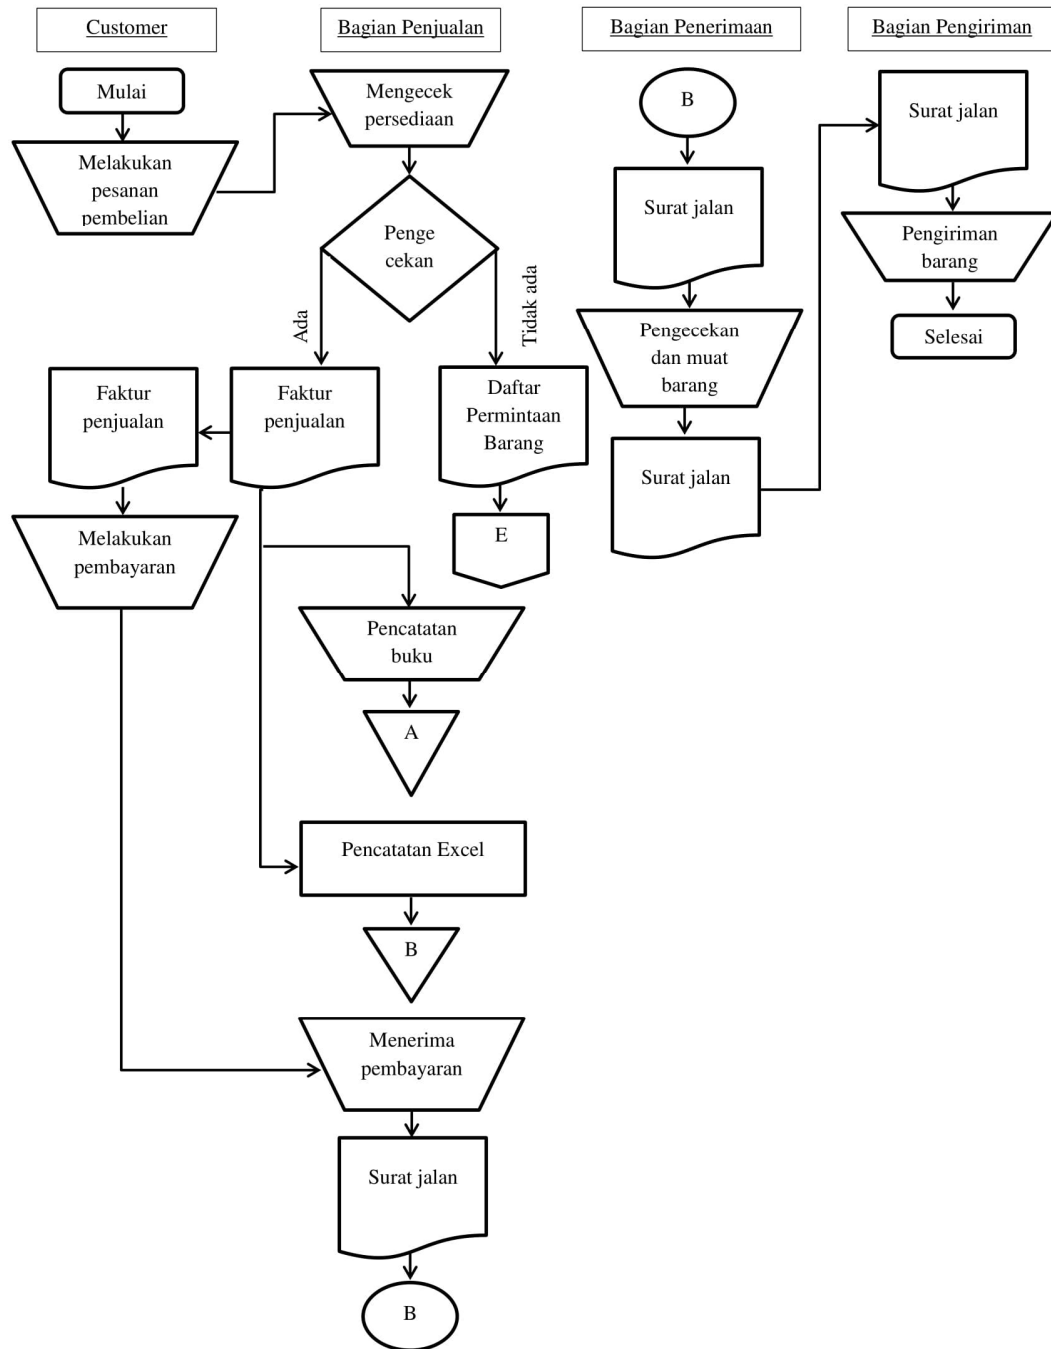 Customer
Bagian Penjualan
Bagian Penerimaan
Bagian Pengiriman
Mulai
Melakukan
pesanan
pembelian
Mengecek
persediaan
Penge
cekan
Ada
Tidak ada
Faktur
penjualan
Faktur
penjualan
Daftar
Permintaan
Barang
E
Melakukan
pembayaran
Pencatatan
buku
A
Pencatatan Excel
B
Menerima
pembayaran
Surat jalan
B
B
Surat jalan
Pengecekan
dan muat
barang
Surat jalan
Surat jalan
Pengiriman
barang
Selesai